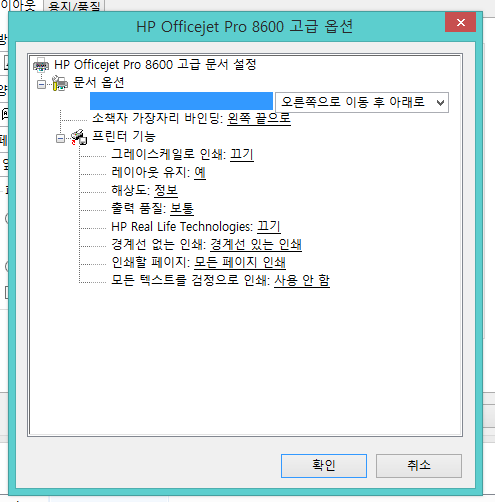 아웃
용지/품질
HP Officejet Pro 8600 고급 옵션
HP Officejet Pro 8600 고급 문서 설정
문서 옵션
오른쪽으로 이동 후 아래로
소책자 가장자리 바인딩: 왼쪽 끝으로
프린터 기능
그레이스케일로 인쇄: 끄기
레이아웃 유지: 예
해상도: 정보
출력 품질: 보통
HP Real Life Technologies: 끄기
경계선 없는 인쇄: 경계선 있는 인쇄
인쇄할 페이지: 모든 페이지 인쇄
모든 텍스트를 검정으로 인쇄: 사용 안 함
확인
취소